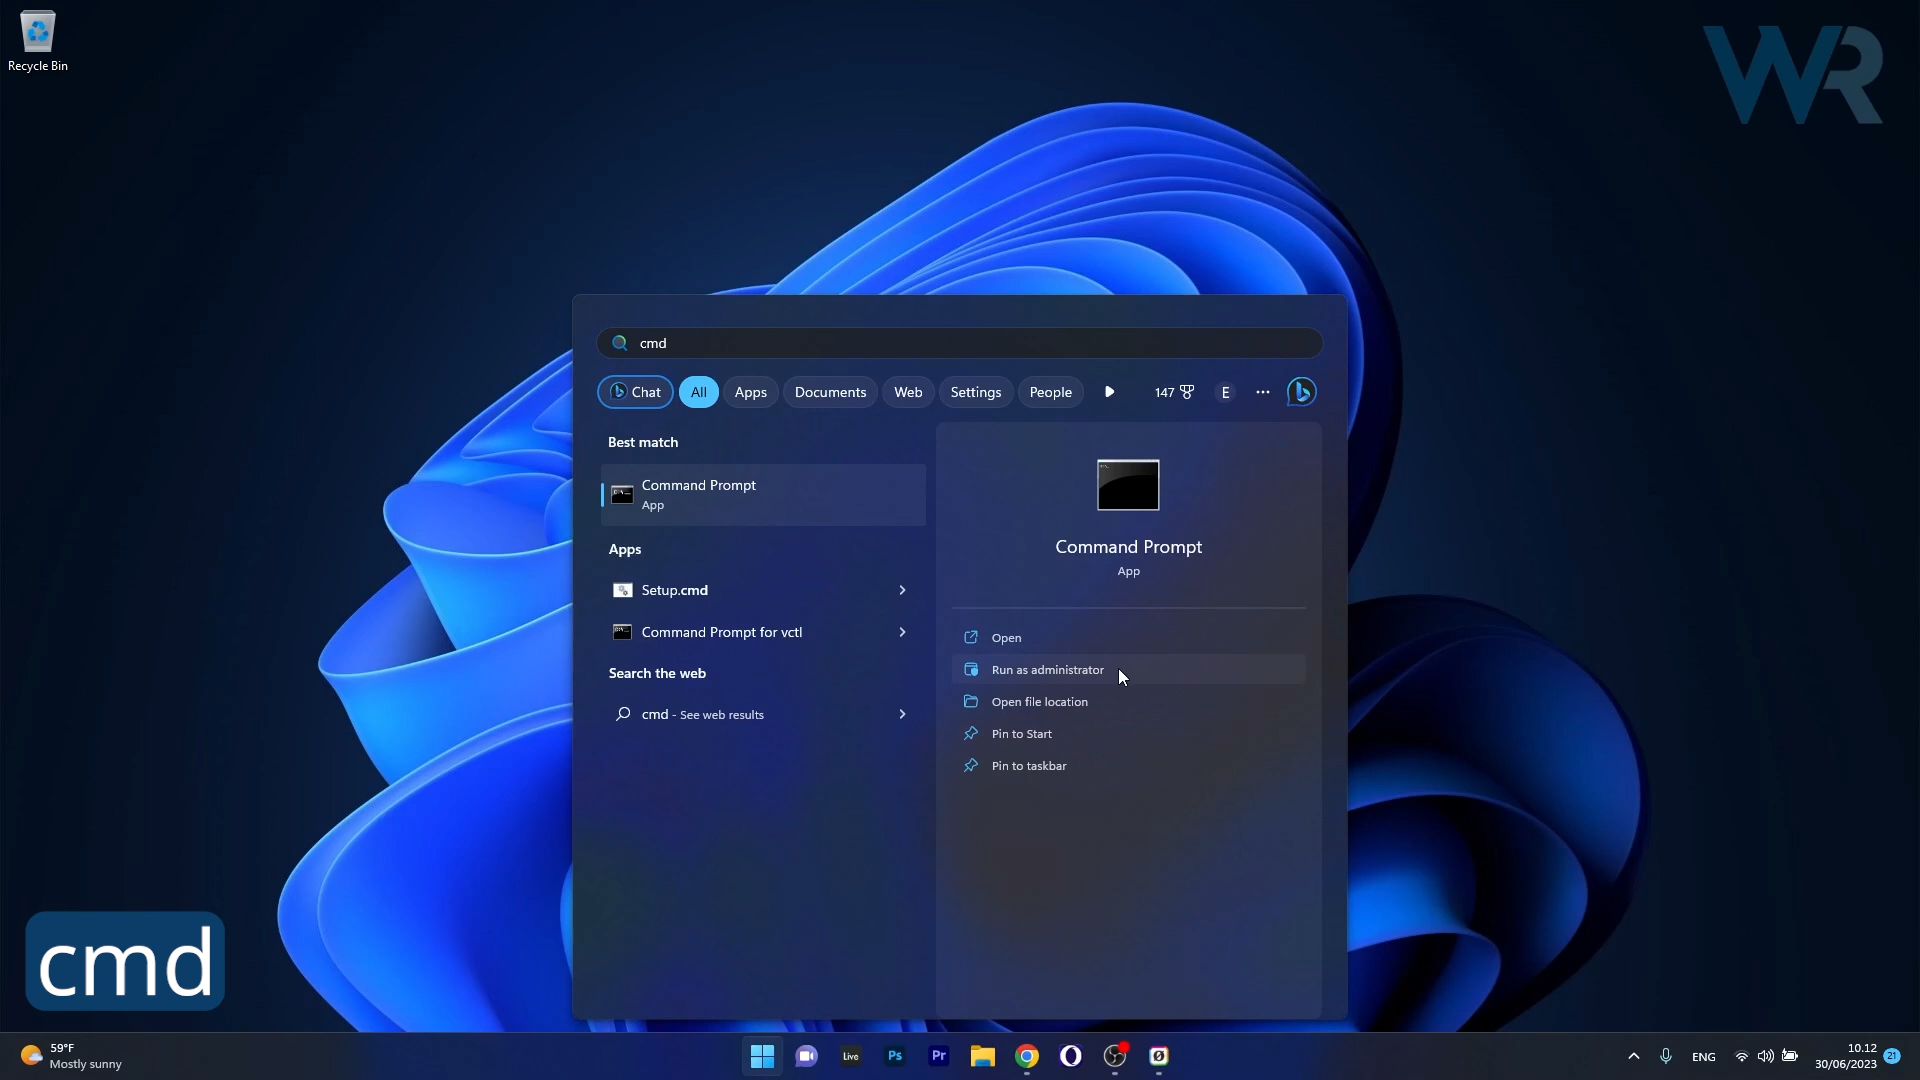 Recycle Bin
WR
cmd
Chat
All
Apps
Documents
Web
Settings
People
147
E
Best match
Command Prompt
App
Apps
Setup.cmd
Command Prompt for vctl
Search the web
cmd - See web results
Command Prompt
App
Open
Run as administrator
Open file location
Pin to Start
Pin to taskbar
cmd
59°F
Mostly sunny
Live
Ps
Pr
ENG
10.12
30/06/2023
21